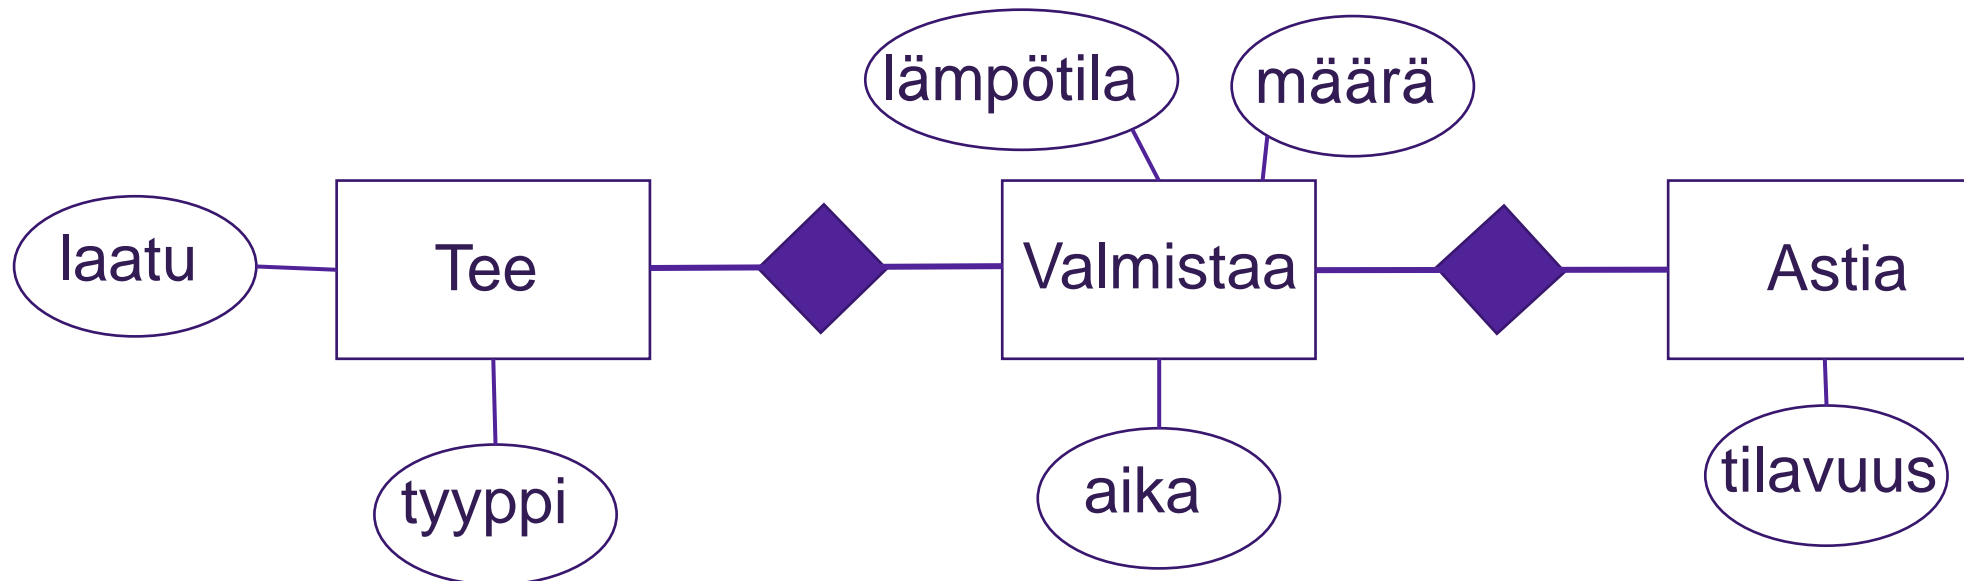 lämpötila
määrä
laatu
Tee
Valmistaa
Astia
tyyppi
aika
tilavuus